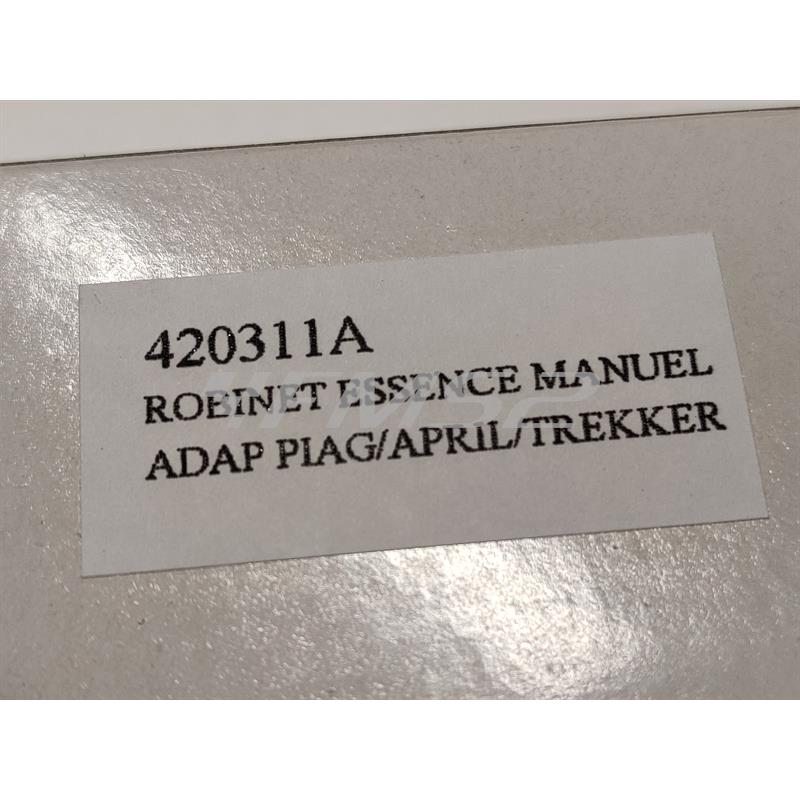 420311A
ROBINET ESSENCE MANUEL
ADAP PIAG/APRIL/TREKKER